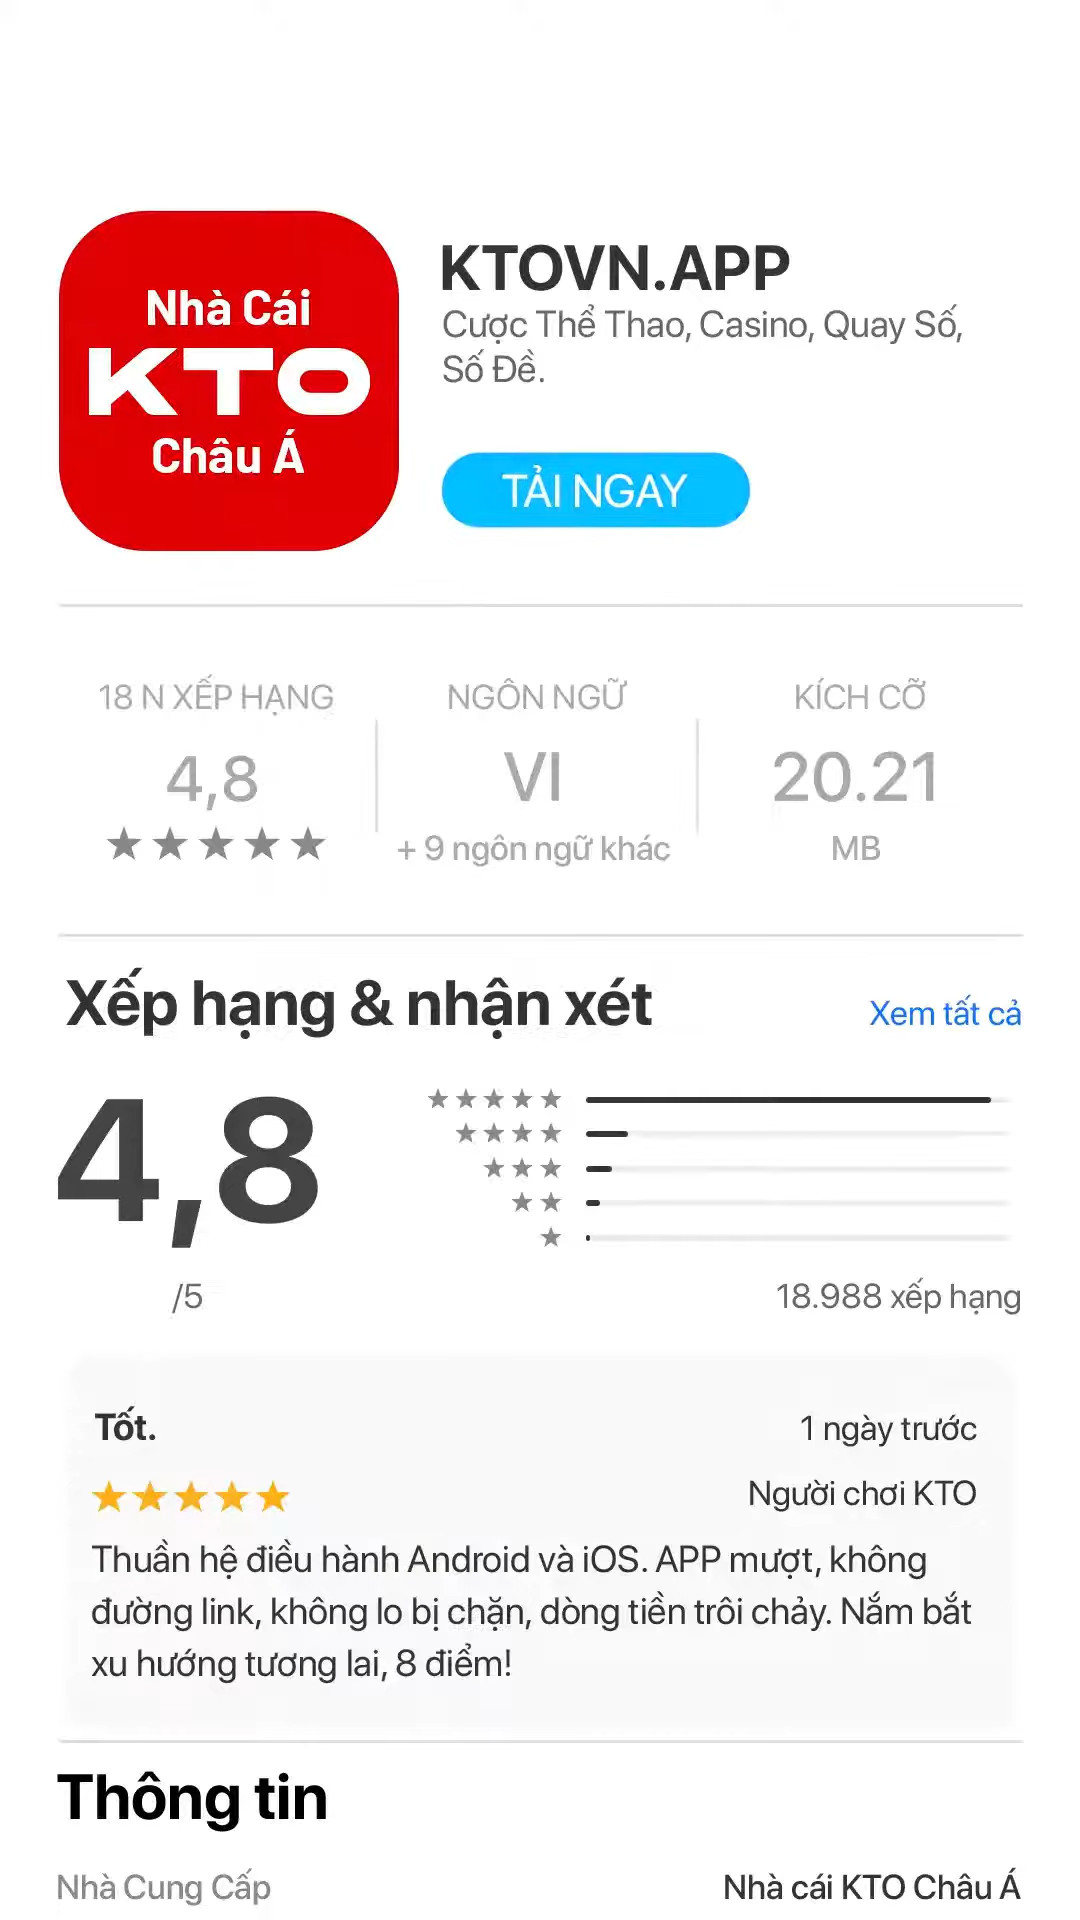 Nhà Cái
KTO
Châu Á
KTOVN.APP
Cược Thể Thao, Casino, Quay Số,
Số Đề.
TẢI NGAY
18 N XẾP HẠNG
4,8
★★★★★
NGÔN NGỮ
VI
+ 9 ngôn ngữ khác
KÍCH CỠ
20.21
MB
Xếp hạng & nhận xét
Xem tất cả
4,8
/5
18.988 xếp hạng
Tốt.
1 ngày trước
★★★★★
Người chơi KTO
Thuần hệ điều hành Android và iOS. APP mượt, không
đường link, không lo bị chặn, dòng tiền trôi chảy. Nắm bắt
xu hướng tương lai, 8 điểm!
Thông tin
Nhà Cung Cấp
Nhà cái KTO Châu Á